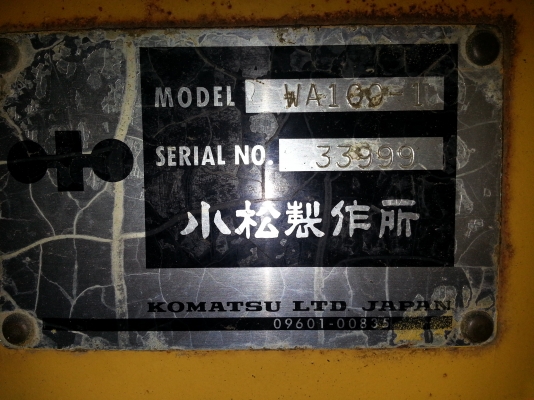 MODEL WA100-1
SERIAL NO. 33999
小松製作所
KOMATSU LTD JAPAN
09601-00835